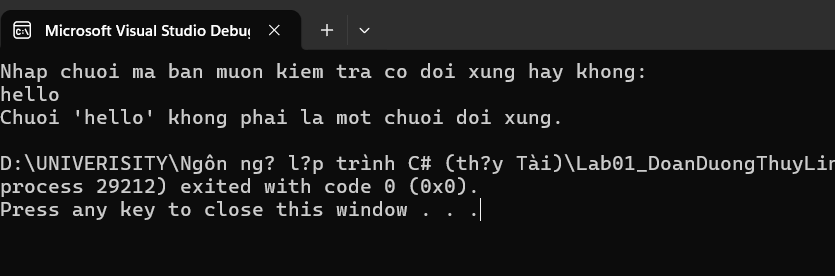 Microsoft Visual Studio Debu
Nhap chuoi ma ban muon kiem tra co doi xung hay khong:
hello
Chuoi 'hello' khong phai la mot chuoi doi xung.
D:\UNIVERISITY\Ngôn ng? l?p trình C# (th?y Tài)\Lab01_DoanDuongThuyLin
process 29212) exited with code 0 (0x0).
Press any key to close this window . . .